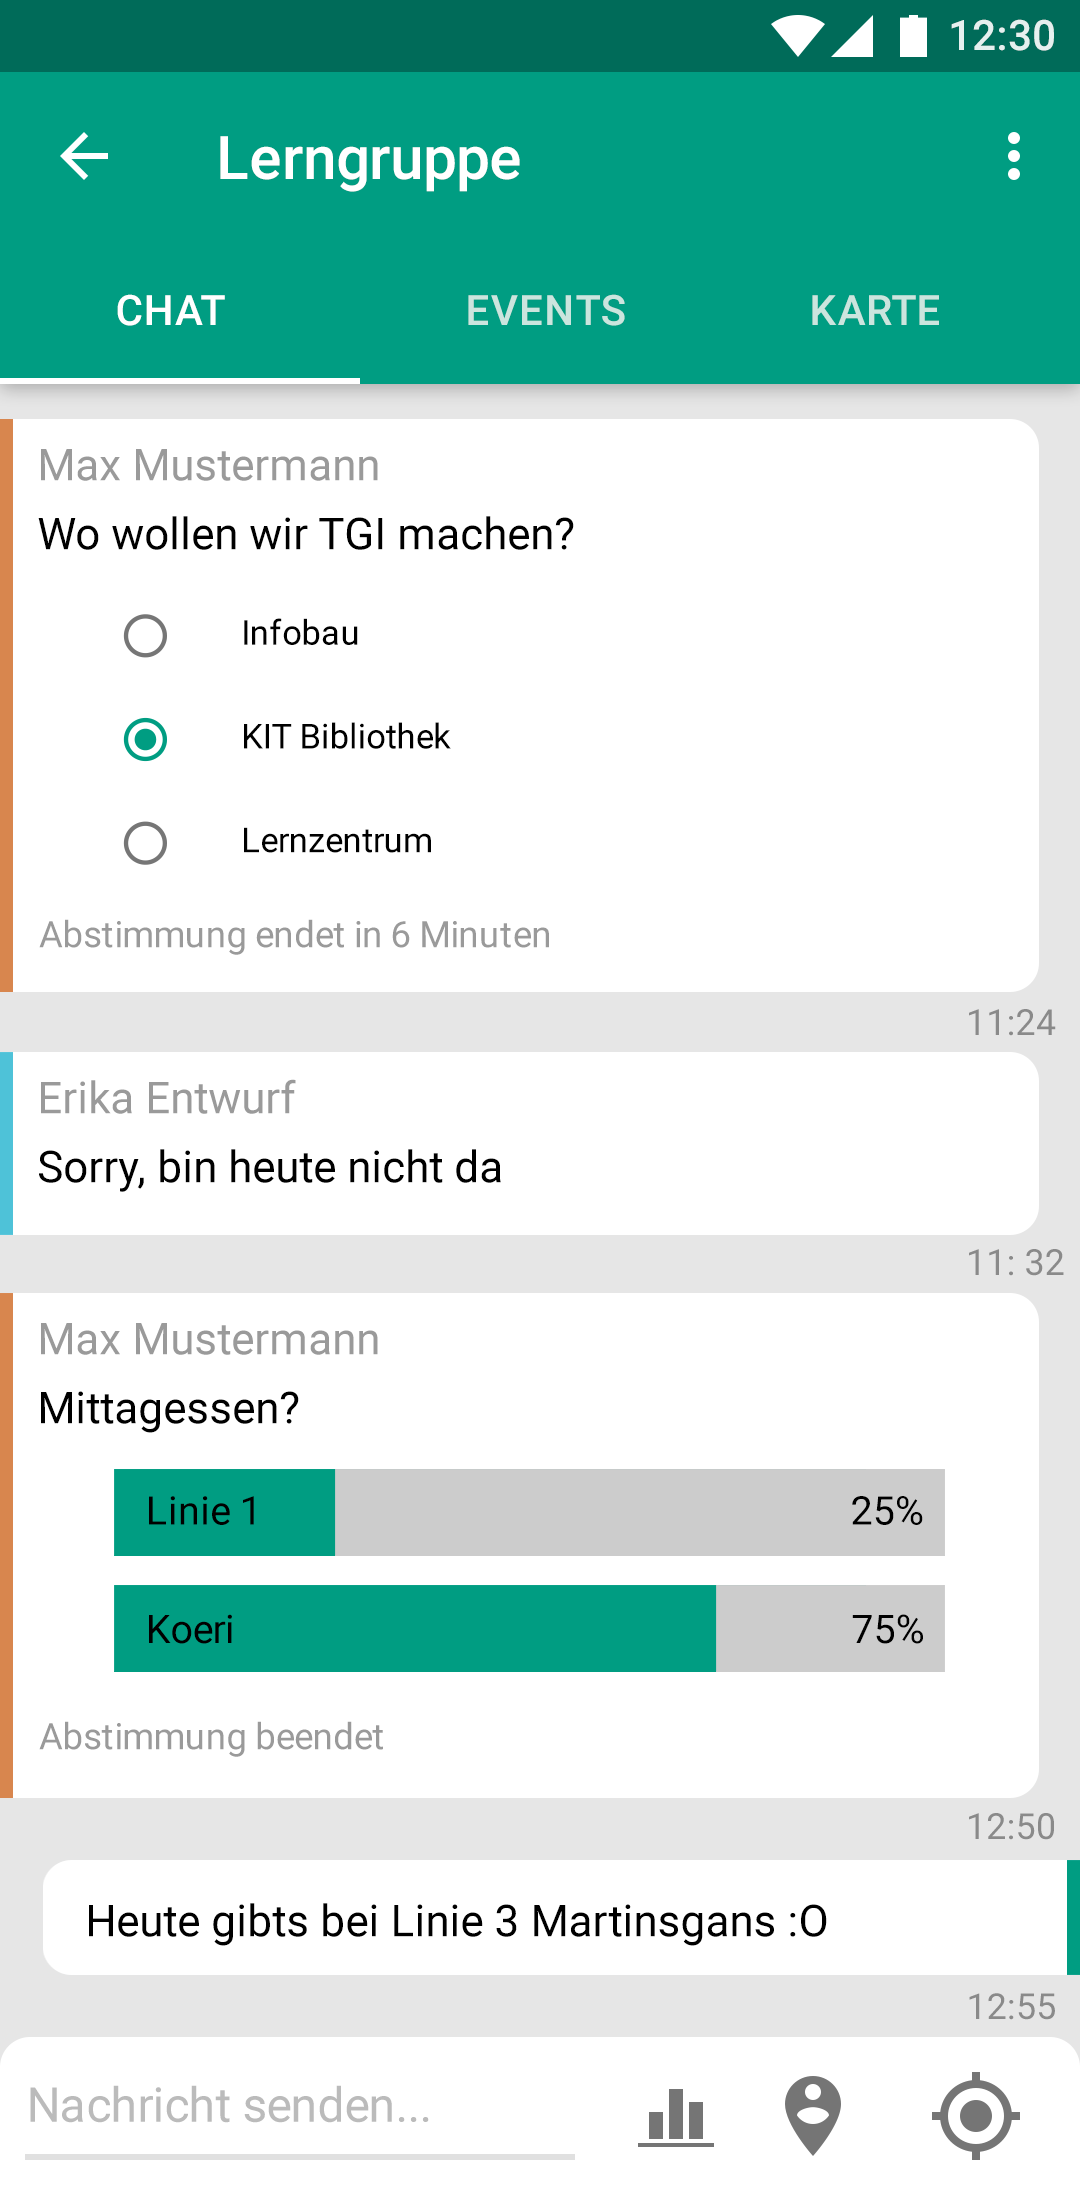 12:30
Lerngruppe
CHAT EVENTS KARTE
Max Mustermann
Wo wollen wir TGI machen?
Infobau
KIT Bibliothek
Lernzentrum
Abstimmung endet in 6 Minuten
11:24
Erika Entwurf
Sorry, bin heute nicht da
11: 32
Max Mustermann
Mittagessen?
Linie 1 25%
Koeri 75%
Abstimmung beendet
12:50
Heute gibts bei Linie 3 Martinsgans :O
12:55
Nachricht senden...